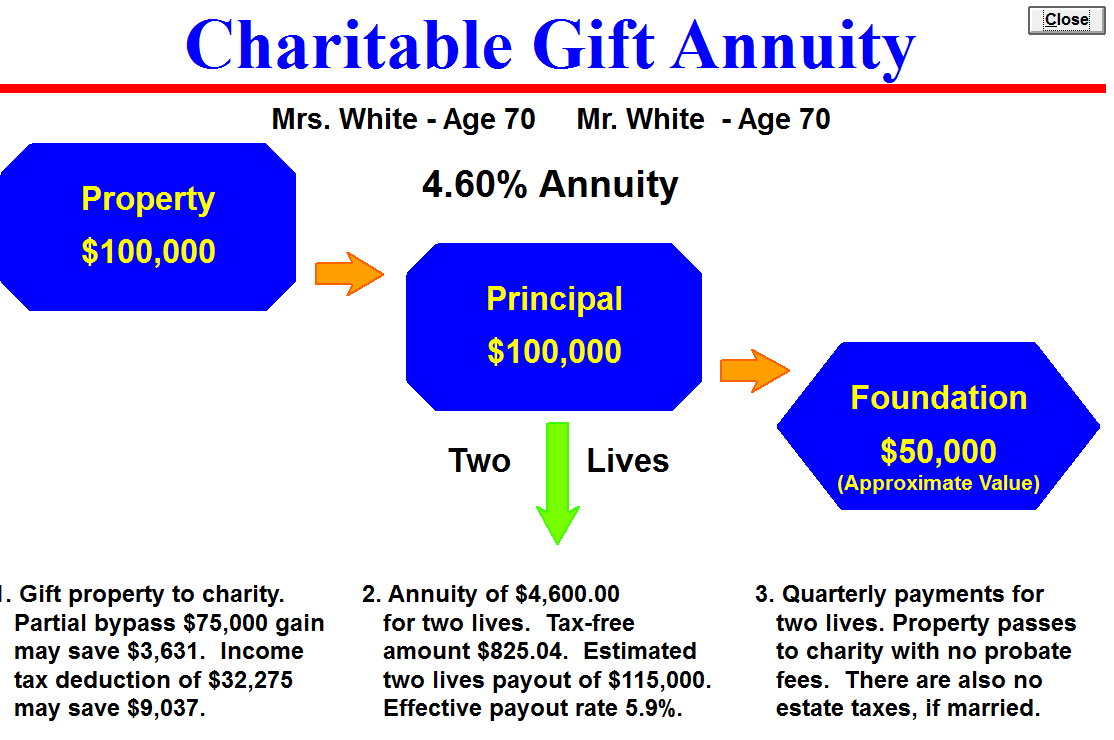 Close
Charitable Gift Annuity
Mrs. White - Age 70 Mr. White - Age 70
4.60% Annuity
Property
$100,000
Principal
$100,000
Foundation
$50,000
(Approximate Value)
Two Lives
1. Gift property to charity.
Partial bypass $75,000 gain
may save $3,631. Income
tax deduction of $32,275
may save $9,037.
2. Annuity of $4,600.00
for two lives. Tax-free
amount $825.04. Estimated
two lives payout of $115,000.
Effective payout rate 5.9%.
3. Quarterly payments for
two lives. Property passes
to charity with no probate
fees. There are also no
estate taxes, if married.